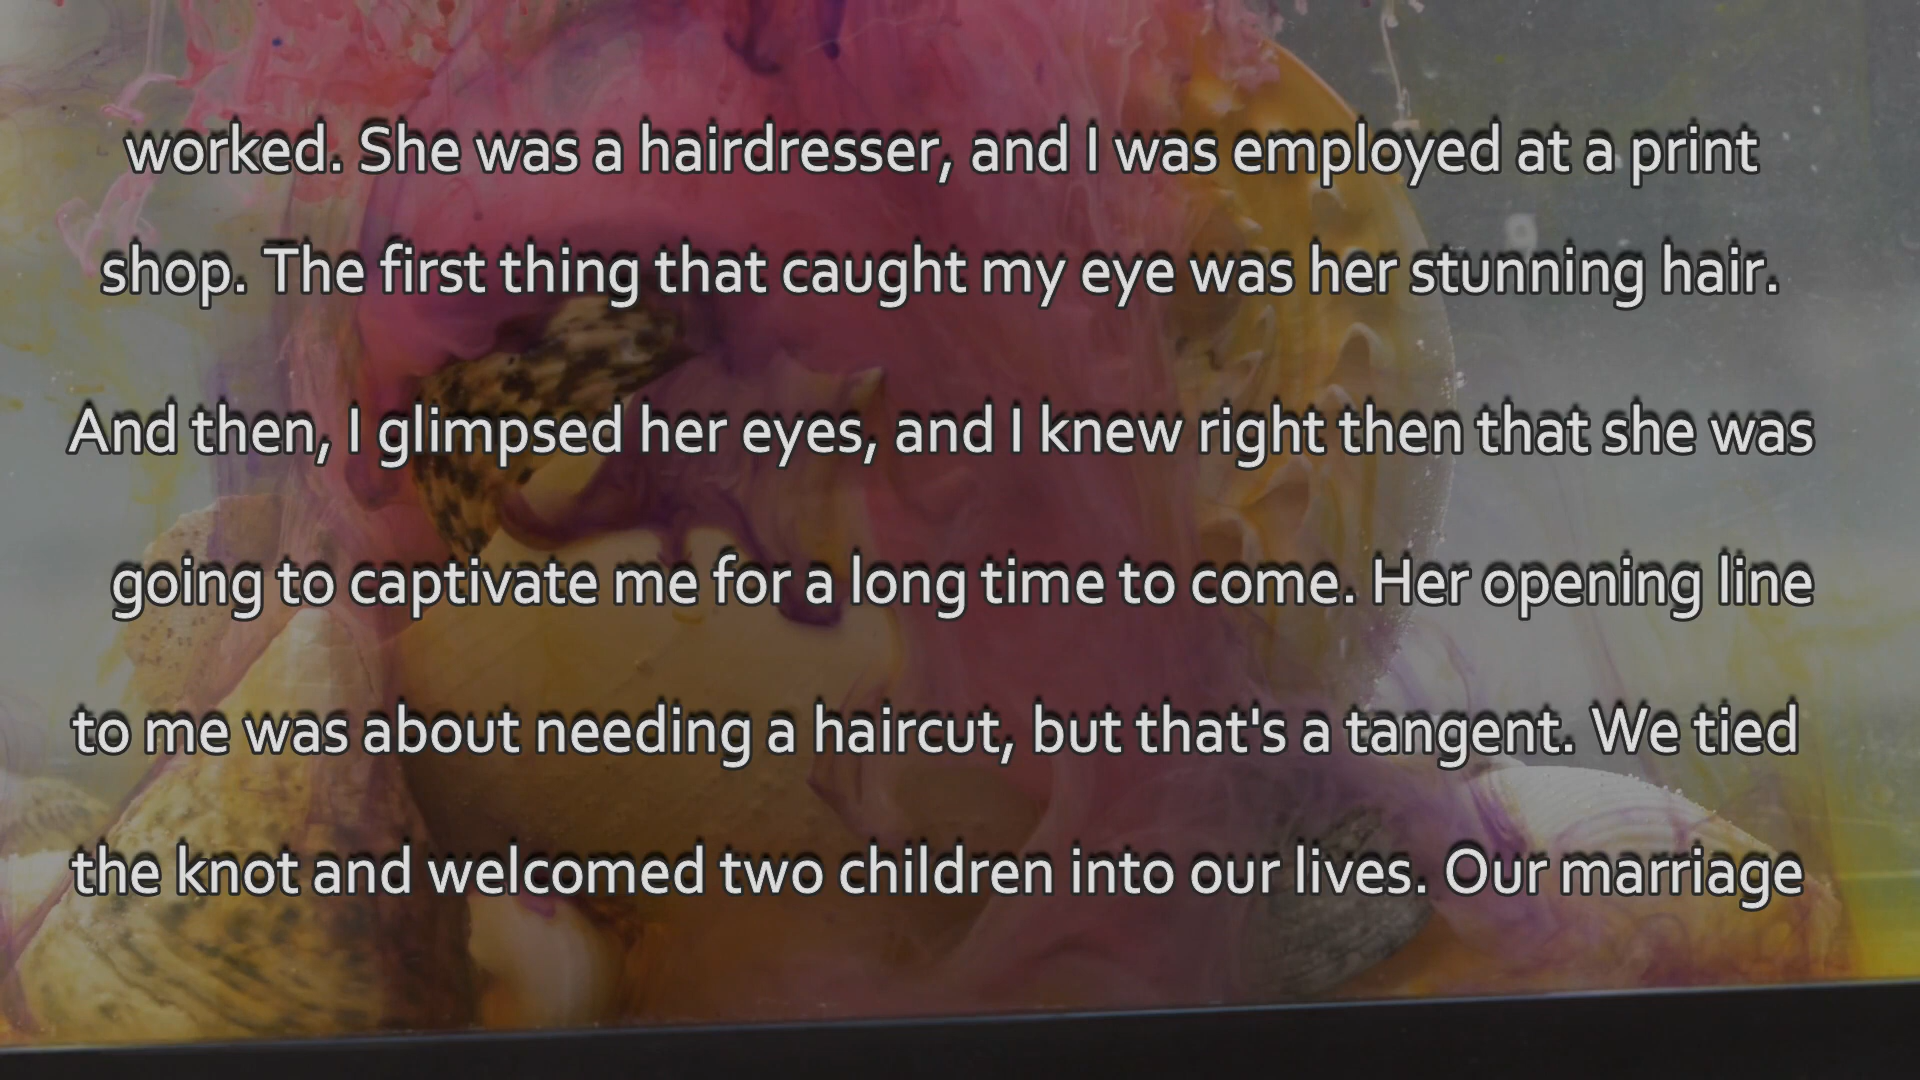 worked. She was a hairdresser, and I was employed at a print
shop. The first thing that caught my eye was her stunning hair.
And then, I glimpsed her eyes, and I knew right then that she was
going to captivate me for a long time to come. Her opening line
to me was about needing a haircut, but that's a tangent. We tied
the knot and welcomed two children into our lives. Our marriage